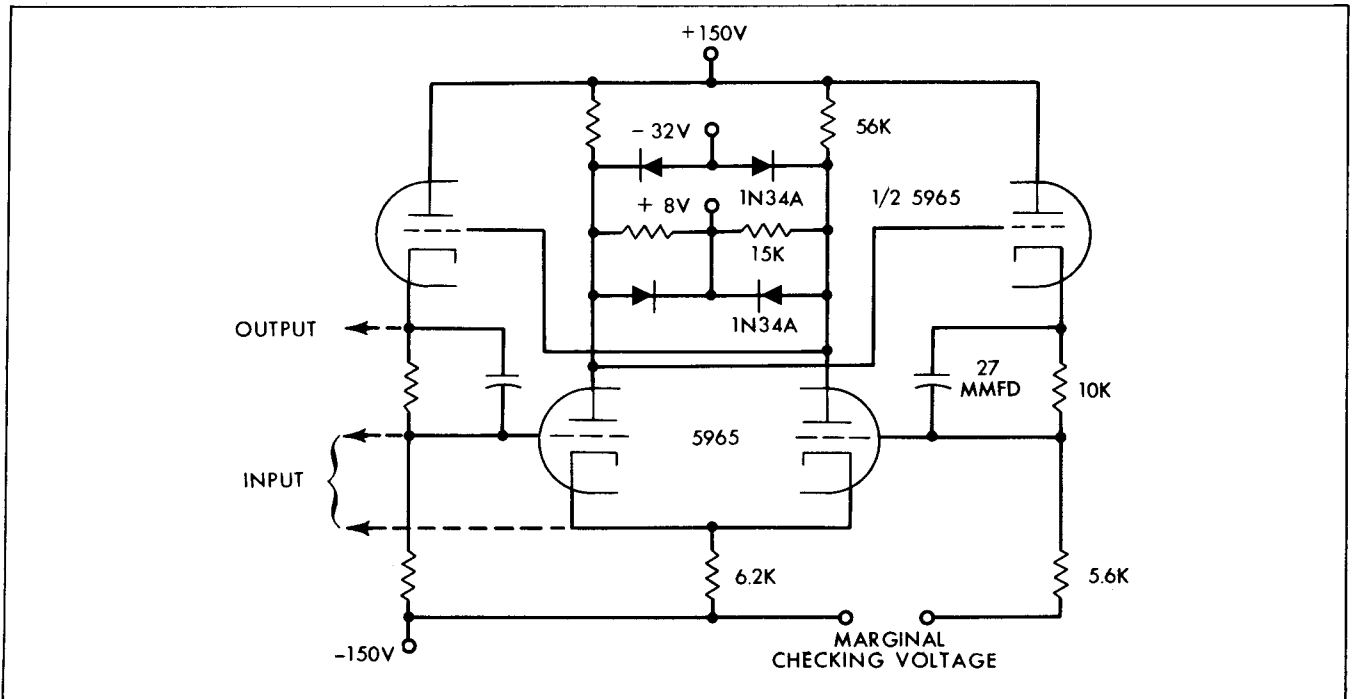 +150V
56K
- 32V
1N34A
1/2 5965
+ 8V
15K
1N34A
OUTPUT
27
MMFD
10K
5965
INPUT
6.2K
5.6K
-150V
MARGINAL
CHECKING VOLTAGE